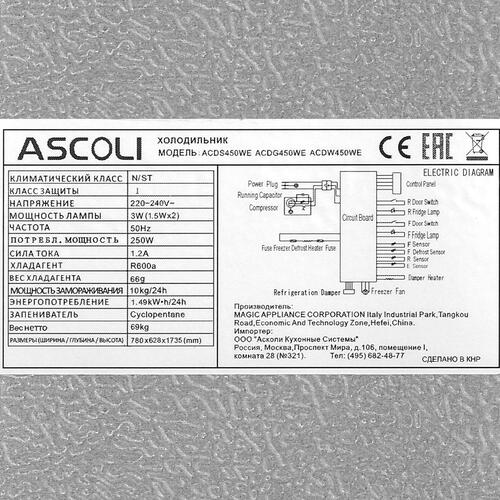 ASCOLI
ХОЛОДИЛЬНИК
МОДЕЛЬ: ACDS450WE ACDG450WE ACDW450WE
CE EAC
КЛИМАТИЧЕСКИЙ КЛАСС N/ST
КЛАСС ЗАЩИТЫ I
НАПРЯЖЕНИЕ 220-240V~
МОЩНОСТЬ ЛАМПЫ 3W (1.5Wx2)
ЧАСТОТА 50Hz
ПОТРЕБЛ. МОЩНОСТЬ 250W
СИЛА ТОКА 1.2A
ХЛАДАГЕНТ R600a
ВЕС ХЛАДАГЕНТА 66g
МОЩНОСТЬ ЗАМОРАЖИВАНИЯ 10kg/24h
ЭНЕРГОПОТРЕБЛЕНИЕ 1.49kW•h/24h
ЗАПЕНИВАТЕЛЬ Cyclopentane
Вес нетто 69kg
РАЗМЕРЫ (ШИРИНА / ГЛУБИНА / ВЫСОТА) 780x628x1735 (mm)
ELECTRIC DIAGRAM
Power Plug
Running Capacitor
Compressor
Circuit Board
Control Panel
R Door Switch
R Fridge Lamp
F Door Switch
F Fridge Lamp
E Sensor
F Sensor
R Sensor
E Sensor
Fuse Freezer Defrost Heater Fuse
Damper Heater
Refrigeration Damper
Freezer Fan
Производитель:
MAGIC APPLIANCE CORPORATION Italy Industrial Park, Tangkou
Road, Economic And Technology Zone, Hefei, China.
Импортер:
ООО "Асколи Кухонные Системы"
Россия, Москва, Проспект Мира, д.106, помещение I,
комната 28 (№321). Тел: (495) 682-48-77
СДЕЛАНО В КНР